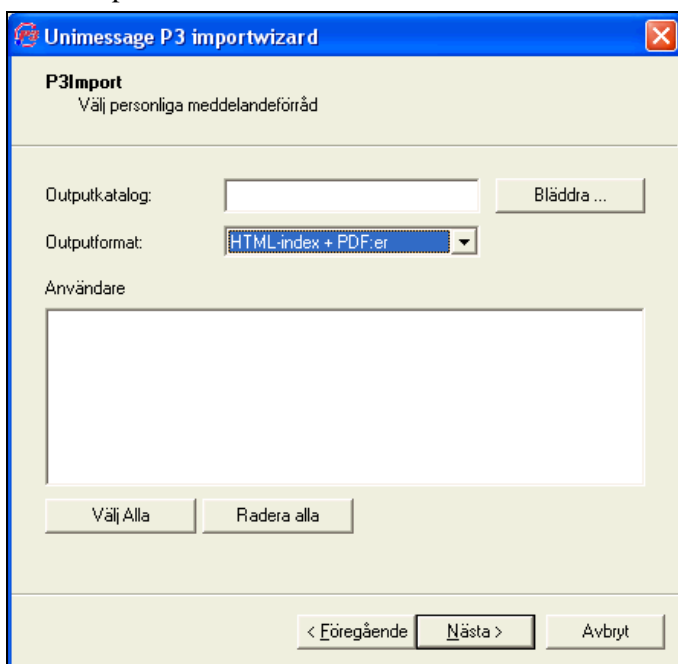 Unimessage P3 importwizard
P3Import
Välj personliga meddelandeförråd
Outputkatalog:
Bläddra ...
Outputformat:
HTML-index + PDF:er
Användare
Välj Alla
Radera alla
< Föregående
Nästa >
Avbryt